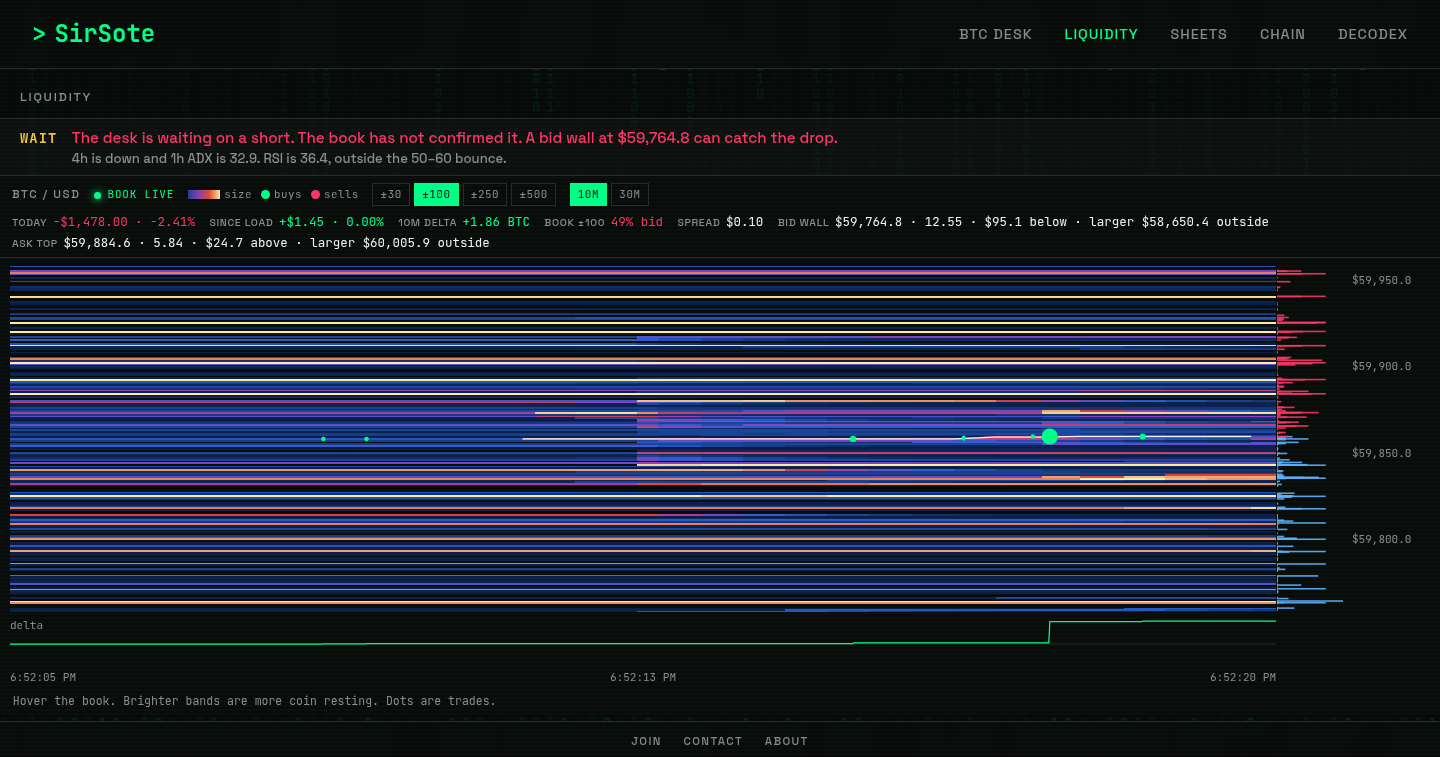 > SirSote
BTC DESK LIQUIDITY SHEETS CHAIN DECODEX
LIQUIDITY
WAIT The desk is waiting on a short. The book has not confirmed it. A bid wall at $59,764.8 can catch the drop.
4h is down and 1h ADX is 32.9. RSI is 36.4, outside the 50–60 bounce.
BTC / USD BOOK LIVE size buys sells ±30 ±100 ±250 ±500 10M 30M
TODAY -$1,478.00 · -2.41% SINCE LOAD +$1.45 · 0.00% 10M DELTA +1.86 BTC BOOK ±100 49% bid SPREAD $0.10 BID WALL $59,764.8 · 12.55 · $95.1 below · larger $58,650.4 outside
ASK TOP $59,884.6 · 5.84 · $24.7 above · larger $60,005.9 outside
$59,950.0
$59,900.0
$59,850.0
$59,800.0
delta
6:52:05 PM 6:52:13 PM 6:52:20 PM
Hover the book. Brighter bands are more coin resting. Dots are trades.
JOIN CONTACT ABOUT